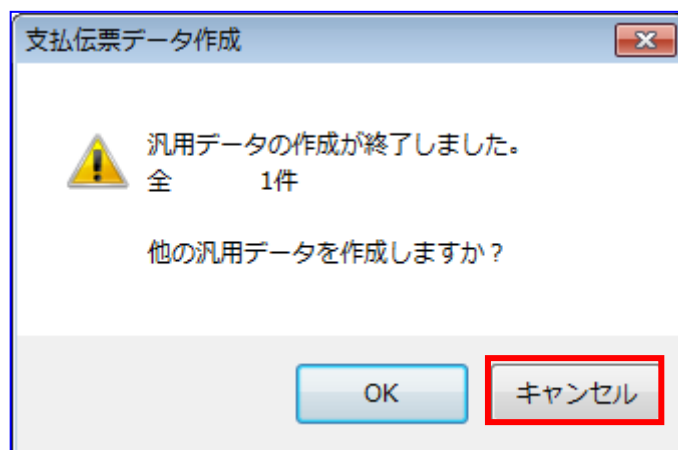 支払伝票データ作成
汎用データの作成が終了しました。
全　　　1件
他の汎用データを作成しますか？
OK
キャンセル